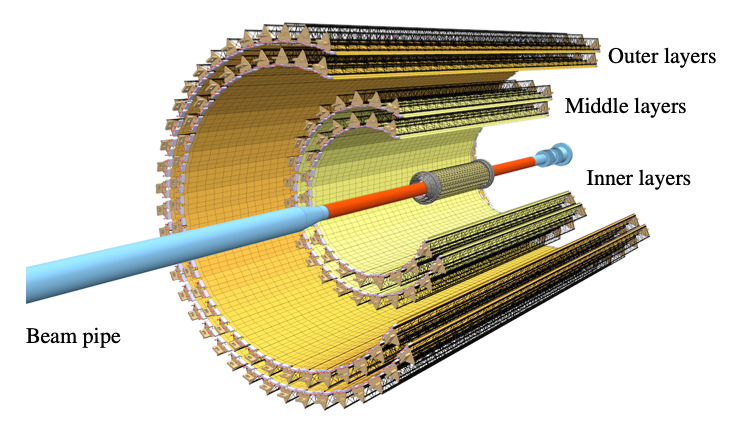 Outer layers
Middle layers
Inner layers
Beam pipe